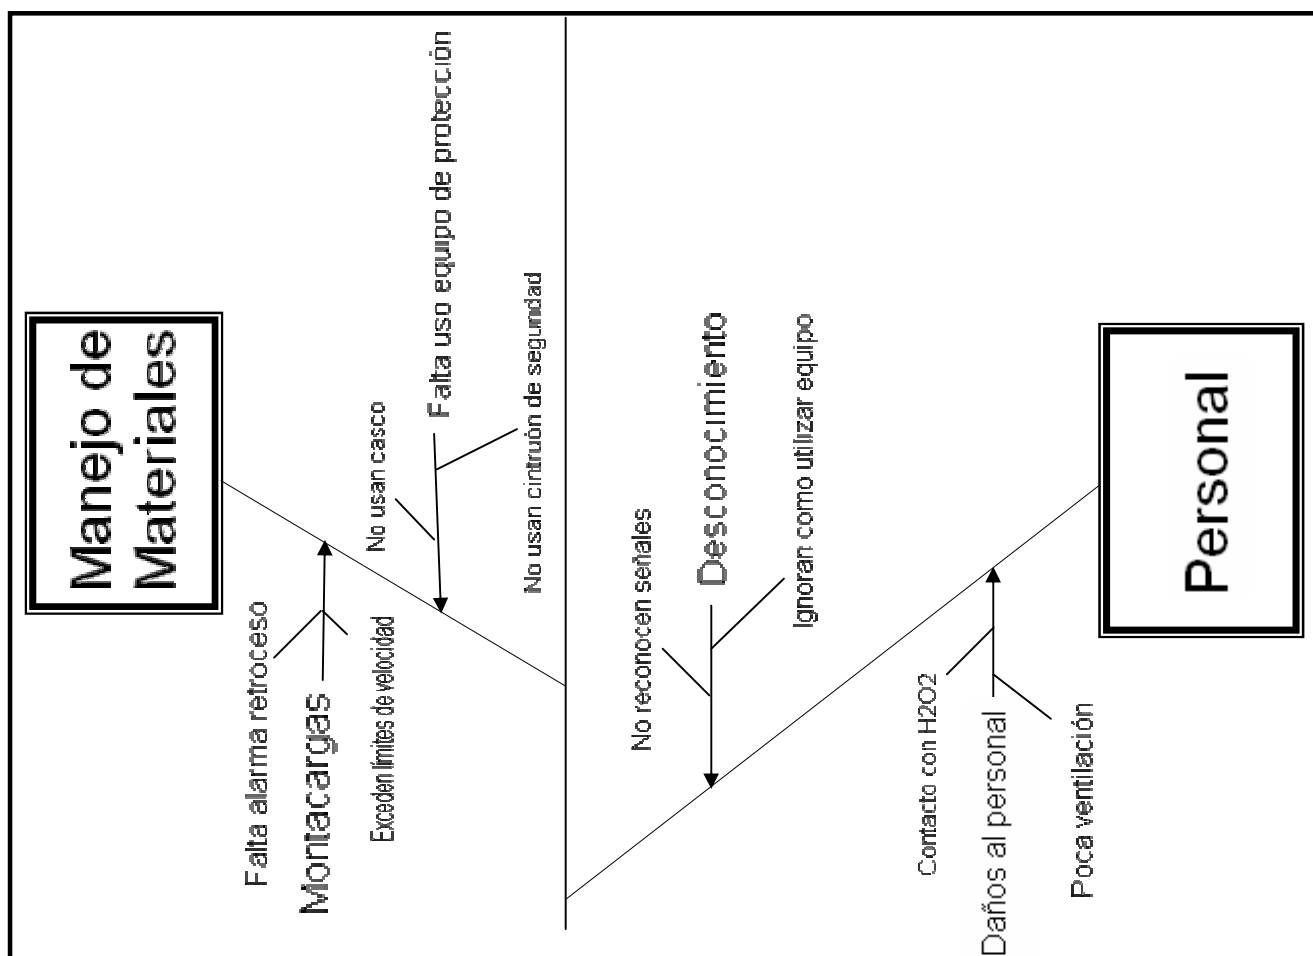 Manejo de
Materiales
Falta alarma retroceso
Montacargas
Exceden límites de velocidad
No usan casco
Falta uso equipo de protección
No usan cintruón de segunidad
No reconocen señales
Desconocimiento
Ignoran como utilizar equipo
Contacto con H2O2
Daños al personal
Poca ventilación
Personal